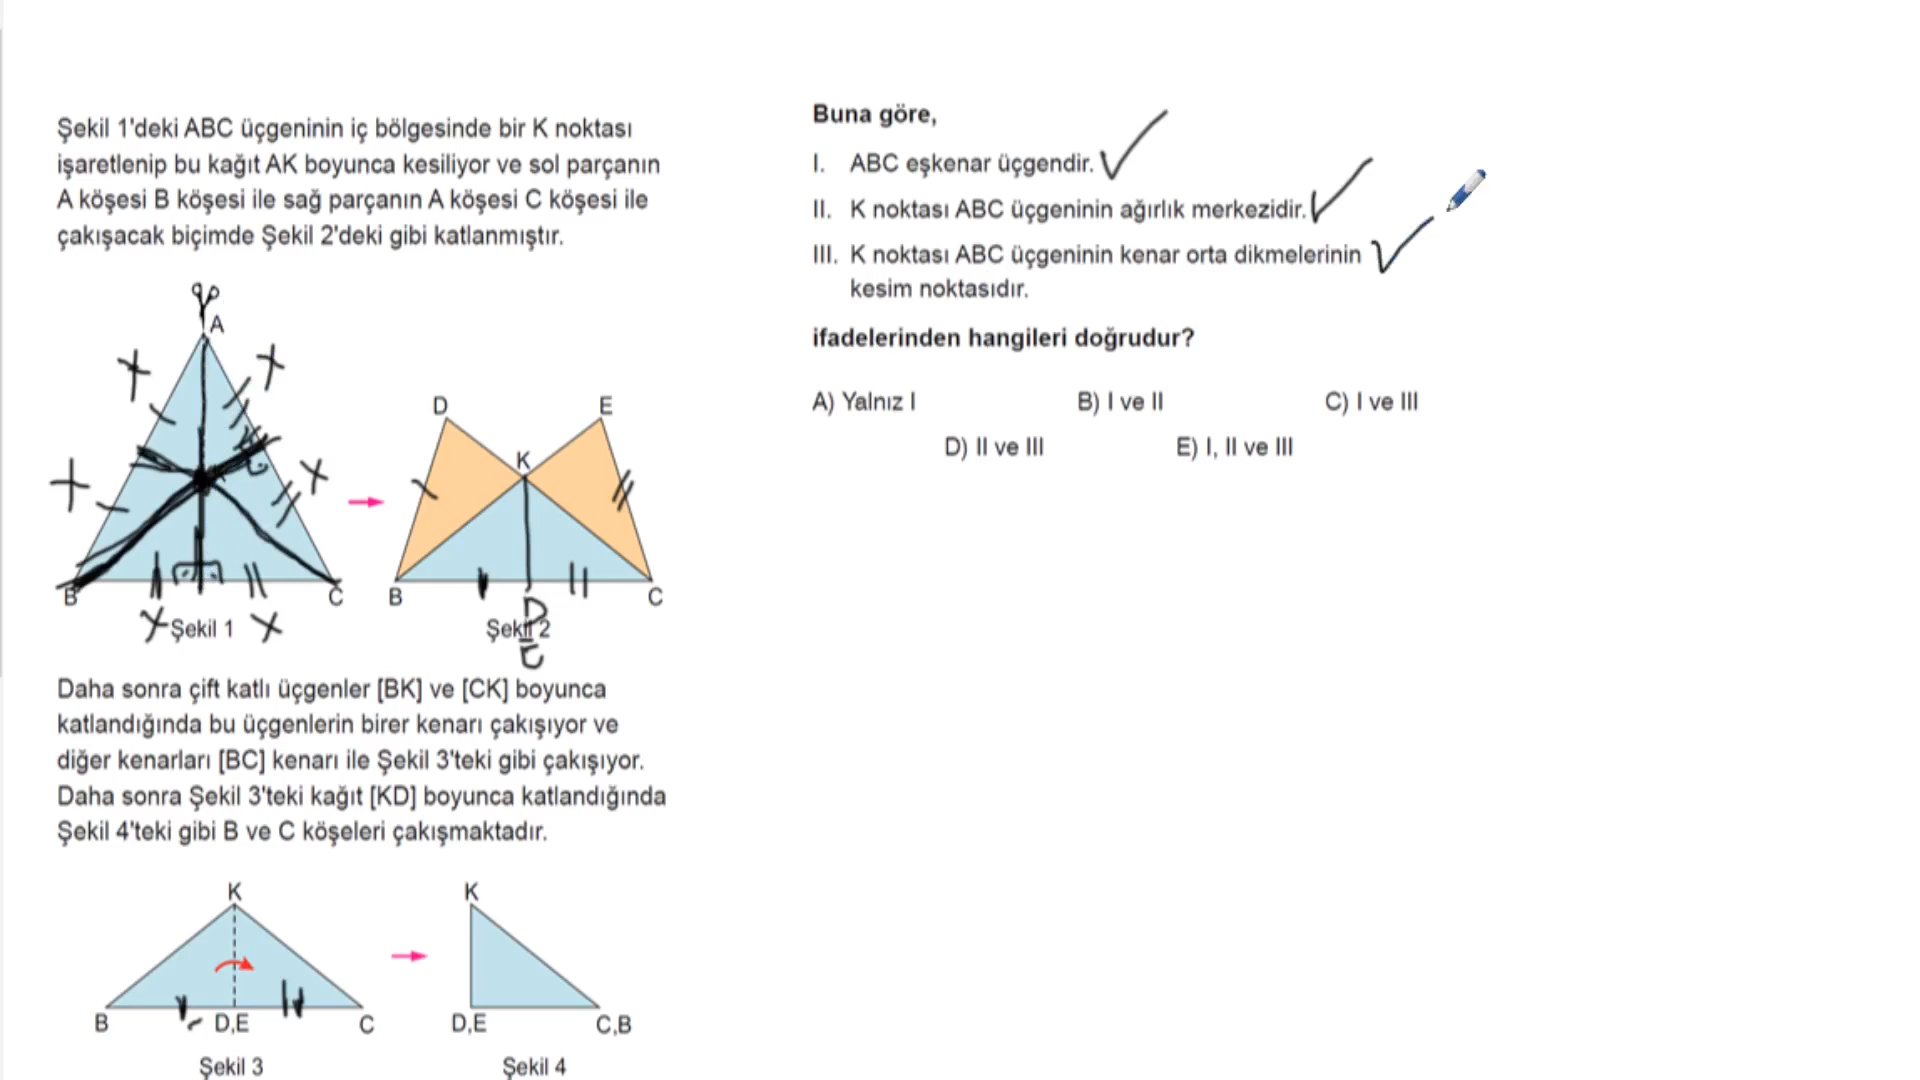 Şekil 1'deki ABC üçgeninin iç bölgesinde bir K noktası
işaretlenip bu kağıt AK boyunca kesiliyor ve sol parçanın
A köşesi B köşesi ile sağ parçanın A köşesi C köşesi ile
çakışacak biçimde Şekil 2'deki gibi katlanmıştır.
A
B
C
x
x
x
x
x
x
Şekil 1
D
E
K
B
C
D
E
Şekil 2
Daha sonra çift katlı üçgenler [BK] ve [CK] boyunca
katlandığında bu üçgenlerin birer kenarı çakışıyor ve
diğer kenarları [BC] kenarı ile Şekil 3'teki gibi çakışıyor.
Daha sonra Şekil 3'teki kağıt [KD] boyunca katlandığında
Şekil 4'teki gibi B ve C köşeleri çakışmaktadır.
K
B
D,E
C
Şekil 3
K
D,E
C,B
Şekil 4
Buna göre,
I. ABC eşkenar üçgendir.
II. K noktası ABC üçgeninin ağırlık merkezidir.
III. K noktası ABC üçgeninin kenar orta dikmelerinin
kesim noktasıdır.
ifadelerinden hangileri doğrudur?
A) Yalnız I B) I ve II C) I ve III
D) II ve III E) I, II ve III